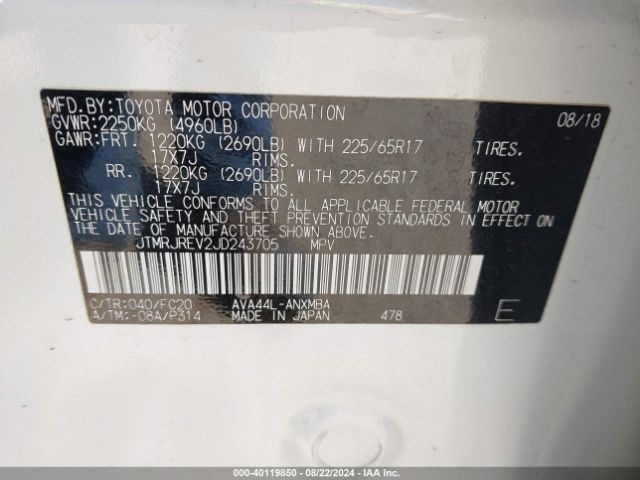 MFD.BY:TOYOTA MOTOR CORPORATION 08/18
GVWR:2250KG (4960LB)
GAWR:FRT. 1220KG (2690LB) WITH 225/65R17 TIRES.
17X7J RIMS.
RR. 1220KG (2690LB) WITH 225/65R17 TIRES.
17X7J RIMS.
THIS VEHICLE CONFORMS TO ALL APPLICABLE FEDERAL MOTOR
VEHICLE SAFETY AND THEFT PREVENTION STANDARDS IN EFFECT ON
THE DATE OF MANUFACTURE SHOWN ABOVE.
JTMRJREV2JD243705 MPV
C/TR:040/FC20 AVA44L-ANXMBA
A/TM:-08A/P314 MADE IN JAPAN 478 E
000-40119850 - 08/22/2024 - IAA Inc.